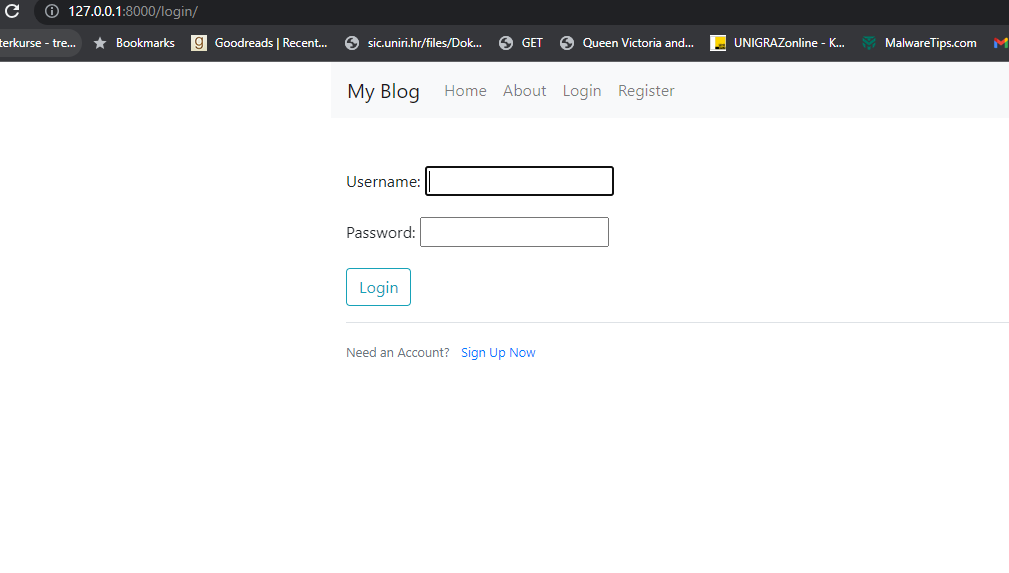 127.0.0.1:8000/login/
terkurse - tre... Bookmarks Goodreads | Recent... sic.uniri.hr/files/Dok... GET Queen Victoria and... UNIGRAZonline - K... MalwareTips.com
My Blog Home About Login Register
Username:
Password:
Login
Need an Account? Sign Up Now